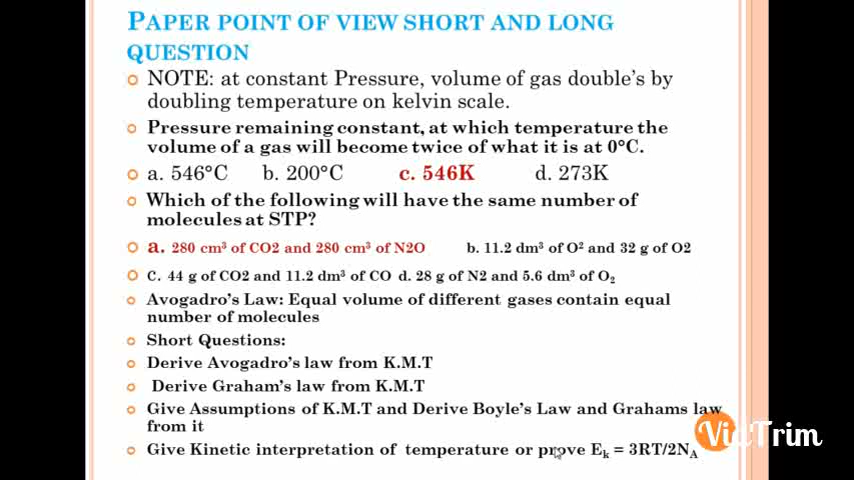 PAPER POINT OF VIEW SHORT AND LONG
QUESTION
NOTE: at constant Pressure, volume of gas double's by
doubling temperature on kelvin scale.
Pressure remaining constant, at which temperature the
volume of a gas will become twice of what it is at 0°C.
a. 546°C b. 200°C c. 546K d. 273K
Which of the following will have the same number of
molecules at STP?
a. 280 cm³ of CO2 and 280 cm³ of N2O b. 11.2 dm³ of O² and 32 g of O2
C. 44 g of CO2 and 11.2 dm³ of CO d. 28 g of N2 and 5.6 dm³ of O₂
Avogadro's Law: Equal volume of different gases contain equal
number of molecules
Short Questions:
Derive Avogadro's law from K.M.T
Derive Graham's law from K.M.T
Give Assumptions of K.M.T and Derive Boyle's Law and Grahams law
from it
Give Kinetic interpretation of temperature or prove Eₖ = 3RT/2N_A
VidTrim